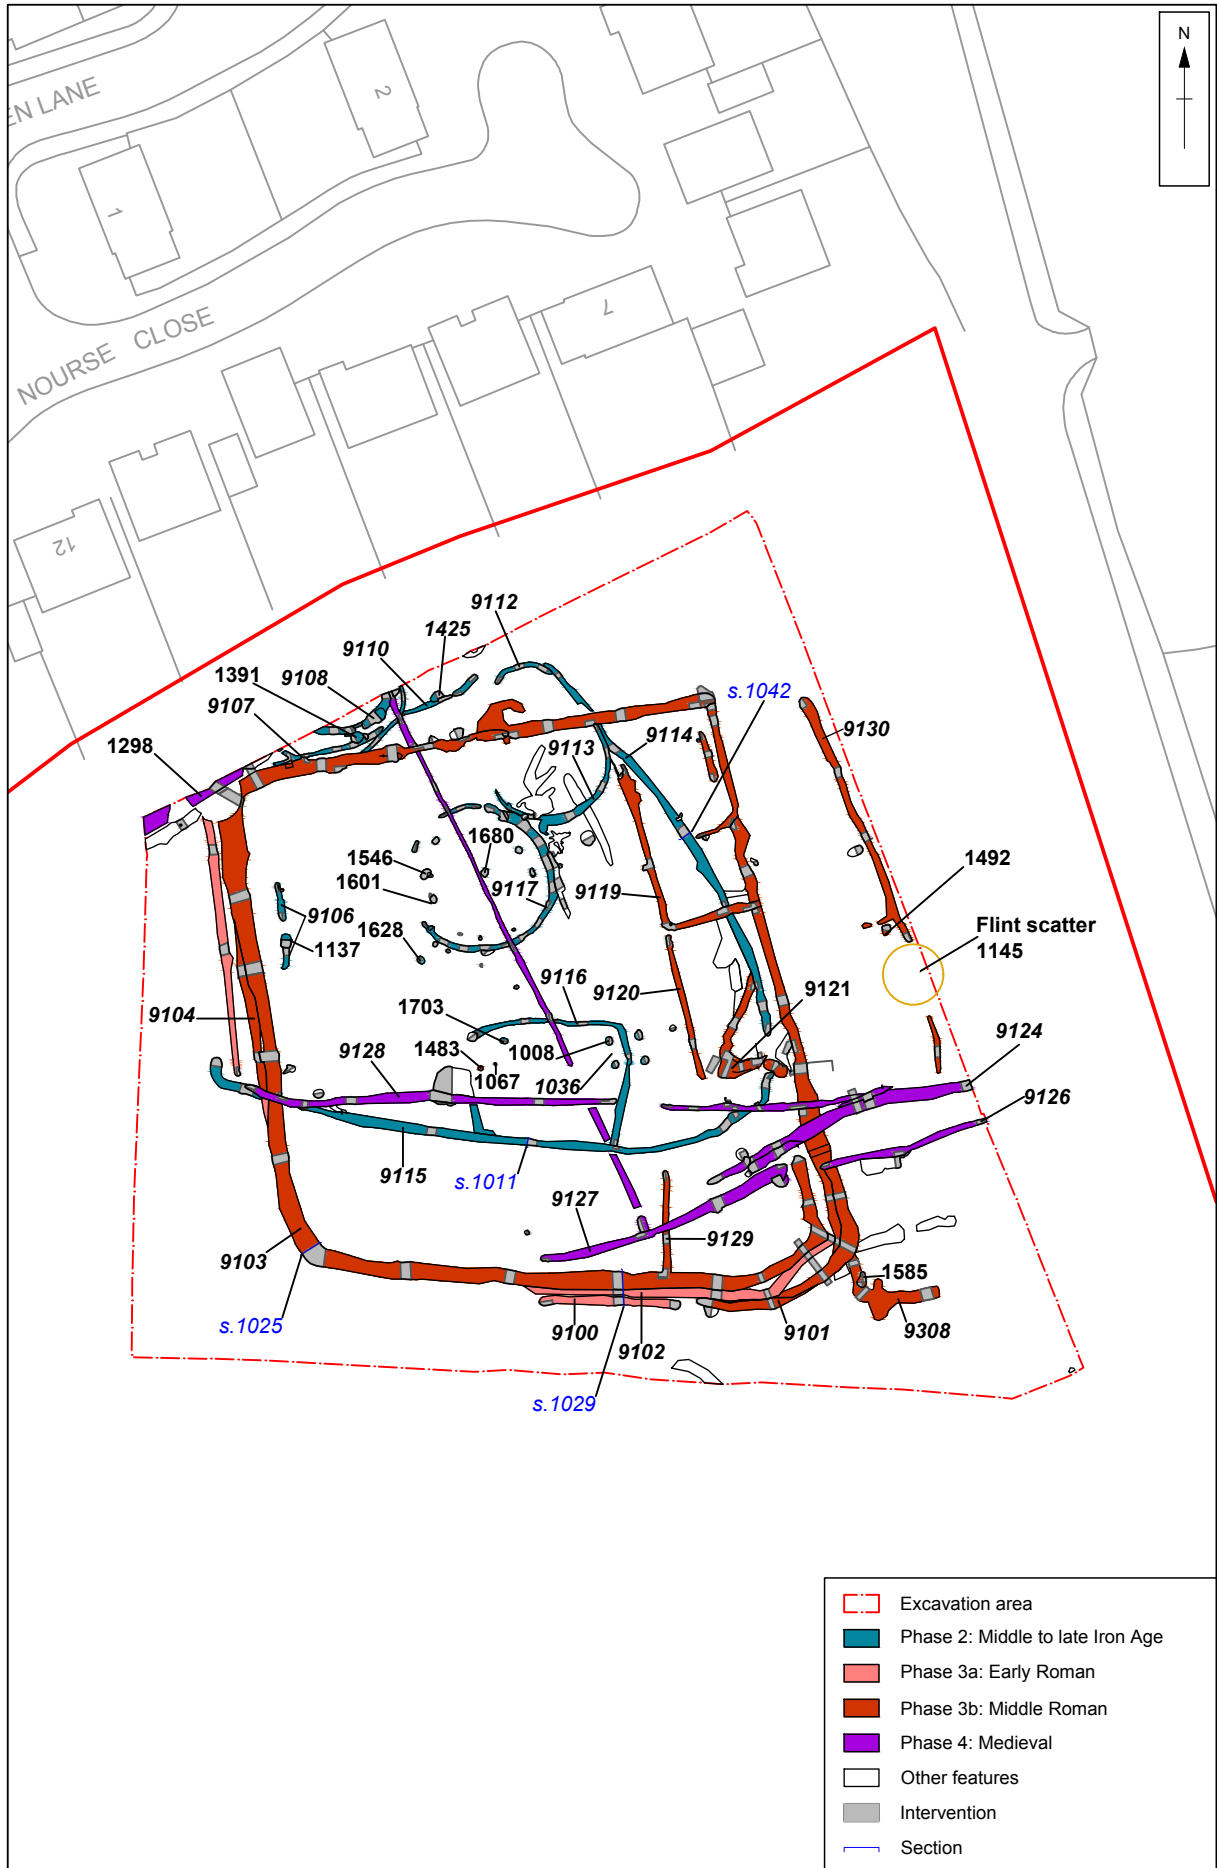 N
EN LANE
2
1
NOURSE CLOSE
7
12
9112
1425
9110
9108
1391
9107
1298
s.1042
9113
9114
9130
1680
1546
1601
9117
9119
1492
9106
1137
1628
Flint scatter
1145
9116
9120
9121
9104
1703
9128
1483
1008
1067
1036
9124
9126
9115
s.1011
9127
9129
9103
1585
s.1025
9100
9102
9101
9308
s.1029
Excavation area
Phase 2: Middle to late Iron Age
Phase 3a: Early Roman
Phase 3b: Middle Roman
Phase 4: Medieval
Other features
Intervention
Section